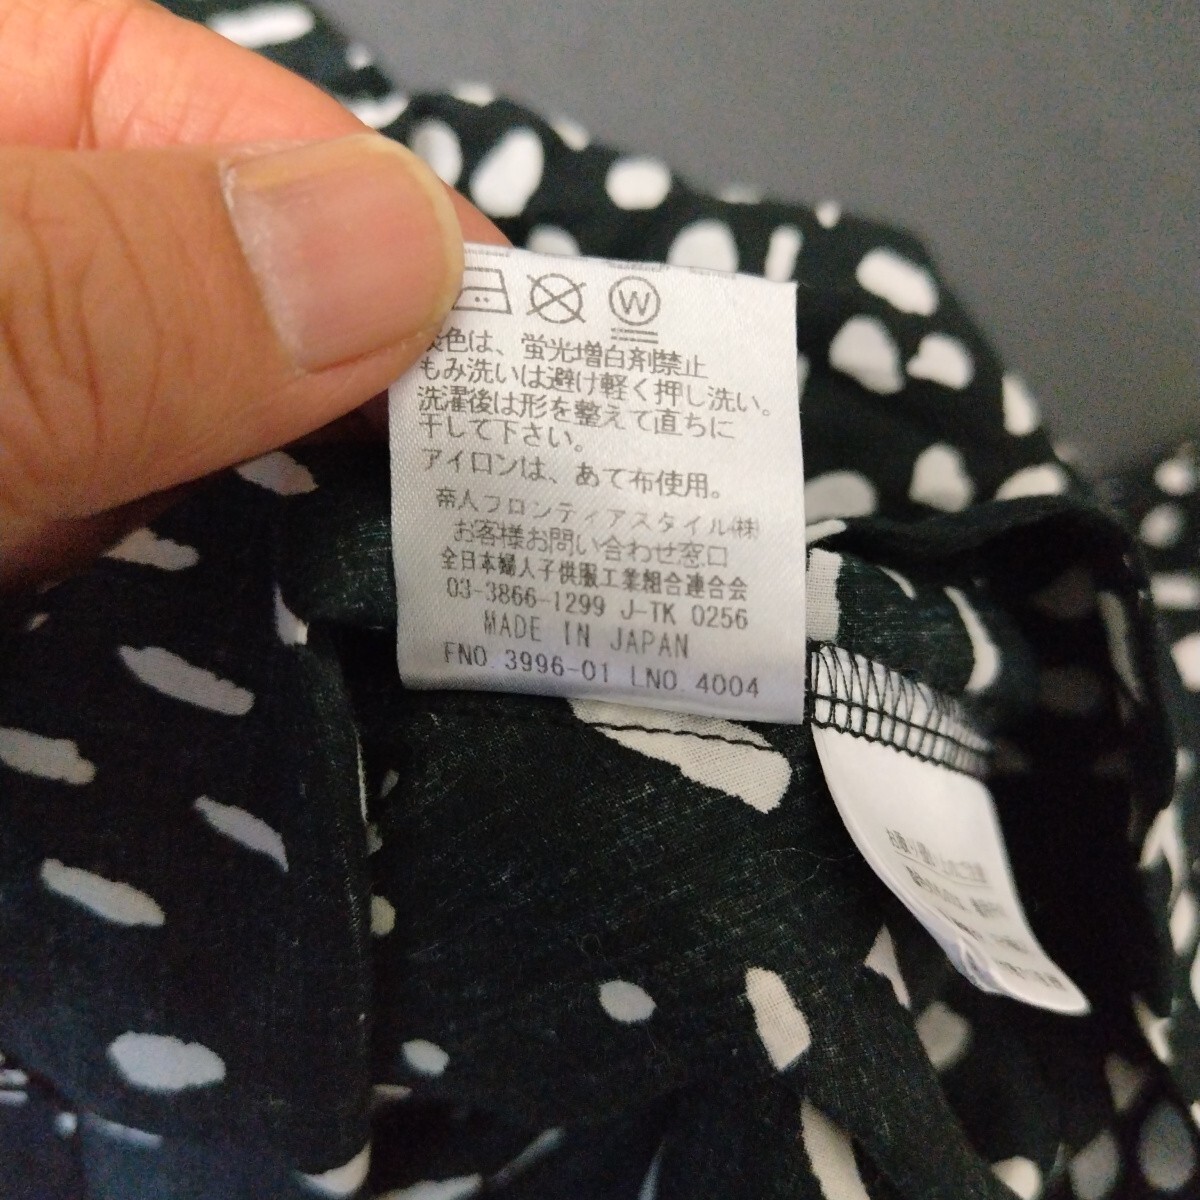 W
淡色は、蛍光増白剤禁止
もみ洗いは避け軽く押し洗い。
洗濯後は形を整えて直ちに
干して下さい。
アイロンは、あて布使用。
帝人フロンティアスタイル(株)
お客様お問い合わせ窓口
全日本婦人子供服工業組合連合会
03-3866-1299 J-TK 0256
MADE IN JAPAN
FNO. 3996-01 LNO. 4004